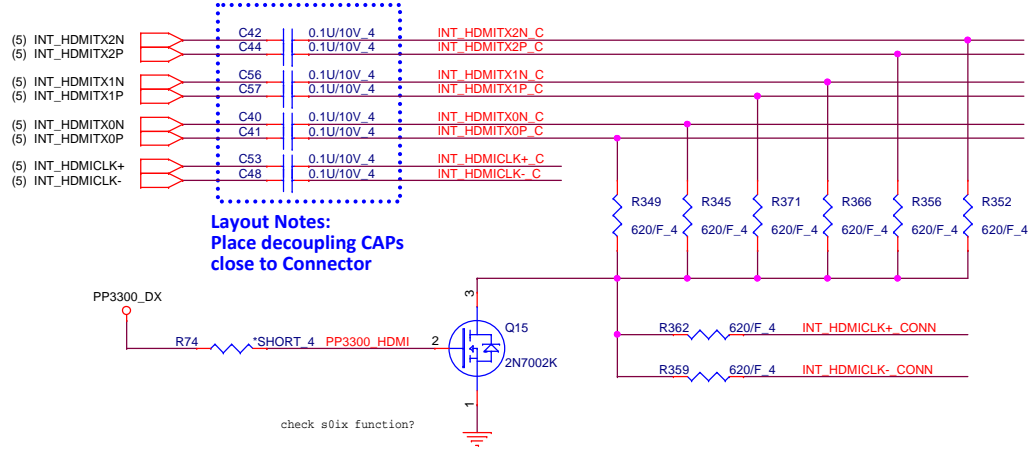 (5) INT_HDMITX2N C42 0.1U/10V_4 INT_HDMITX2N_C
(5) INT_HDMITX2P C44 0.1U/10V_4 INT_HDMITX2P_C
(5) INT_HDMITX1N C56 0.1U/10V_4 INT_HDMITX1N_C
(5) INT_HDMITX1P C57 0.1U/10V_4 INT_HDMITX1P_C
(5) INT_HDMITX0N C40 0.1U/10V_4 INT_HDMITX0N_C
(5) INT_HDMITX0P C41 0.1U/10V_4 INT_HDMITX0P_C
(5) INT_HDMICLK+ C53 0.1U/10V_4 INT_HDMICLK+_C
(5) INT_HDMICLK- C48 0.1U/10V_4 INT_HDMICLK-_C
R349 R345 R371 R366 R356 R352
620/F_4 620/F_4 620/F_4 620/F_4 620/F_4 620/F_4
Layout Notes:
Place decoupling CAPs
close to Connector
PP3300_DX
3
Q15
R74 *SHORT_4 PP3300_HDMI 2
2N7002K
1
R362 620/F_4 INT_HDMICLK+_CONN
R359 620/F_4 INT_HDMICLK-_CONN
check s0ix function?